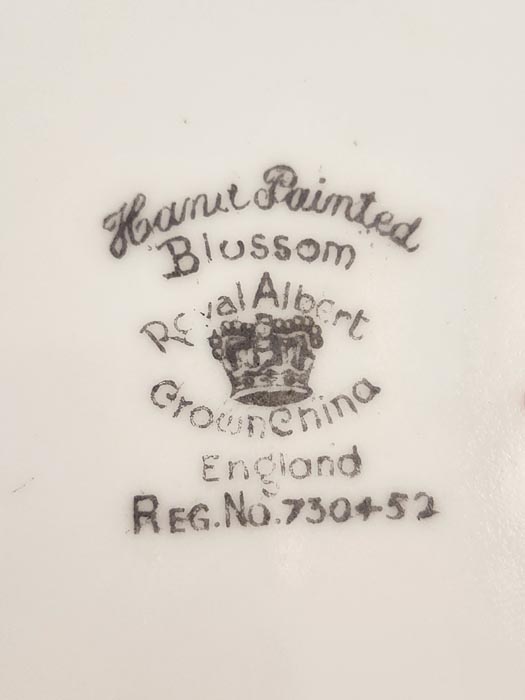 Hand Painted
Blossom
Royal Albert
Crown China
England
REG. No. 730452